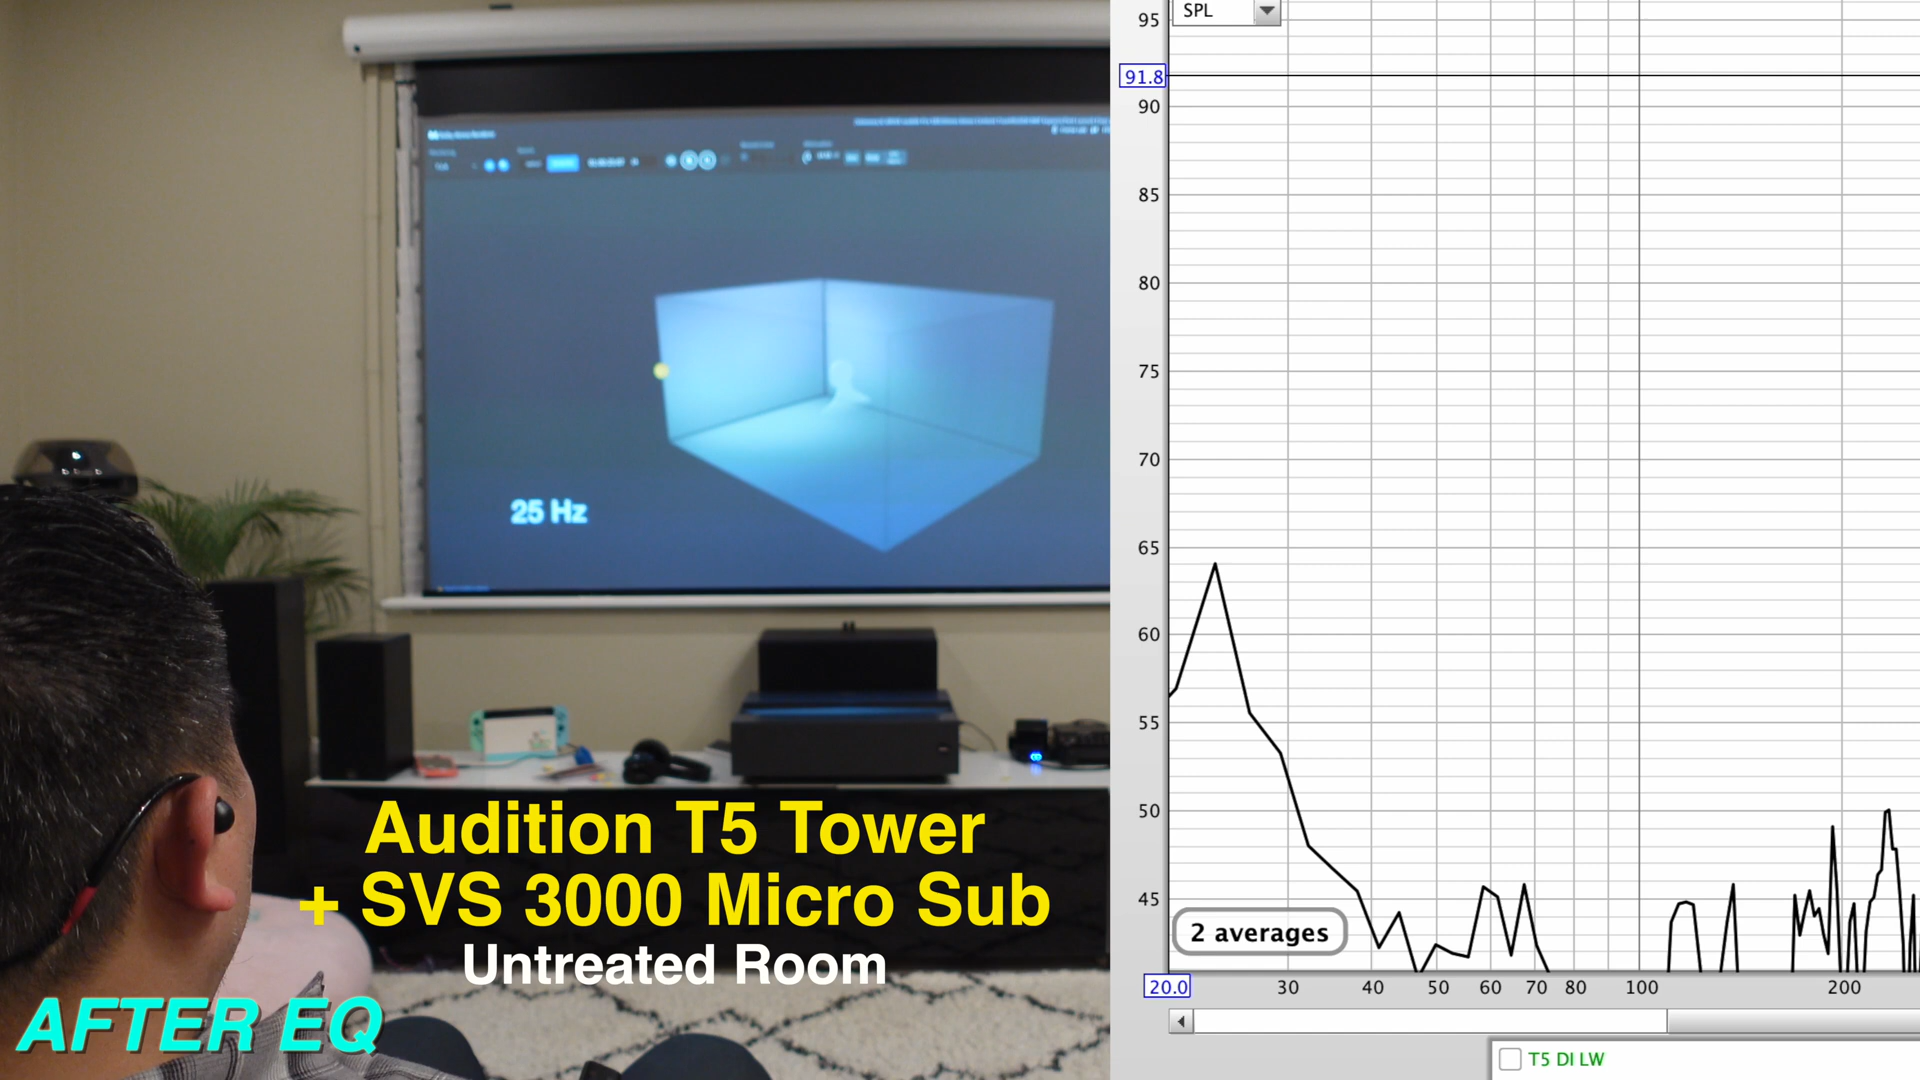 SPL
95
91.8
90
85
80
75
70
65
60
55
50
45
25 Hz
Audition T5 Tower
+ SVS 3000 Micro Sub
Untreated Room
AFTER EQ
2 averages
20.0 30 40 50 60 70 80 100 200
T5 DI LW